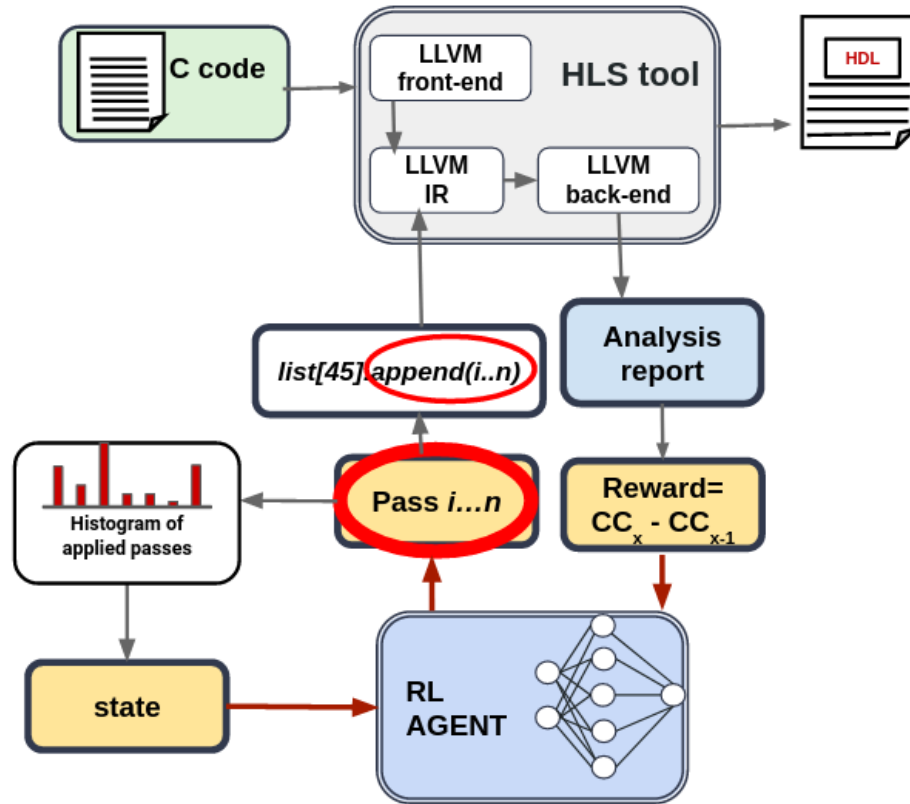 C code
LLVM
front-end
HLS tool
HDL
LLVM
IR
LLVM
back-end
list[45].append(i..n)
Analysis
report
Pass i...n
Reward=
CCx - CCx-1
Histogram of
applied passes
state
RL
AGENT